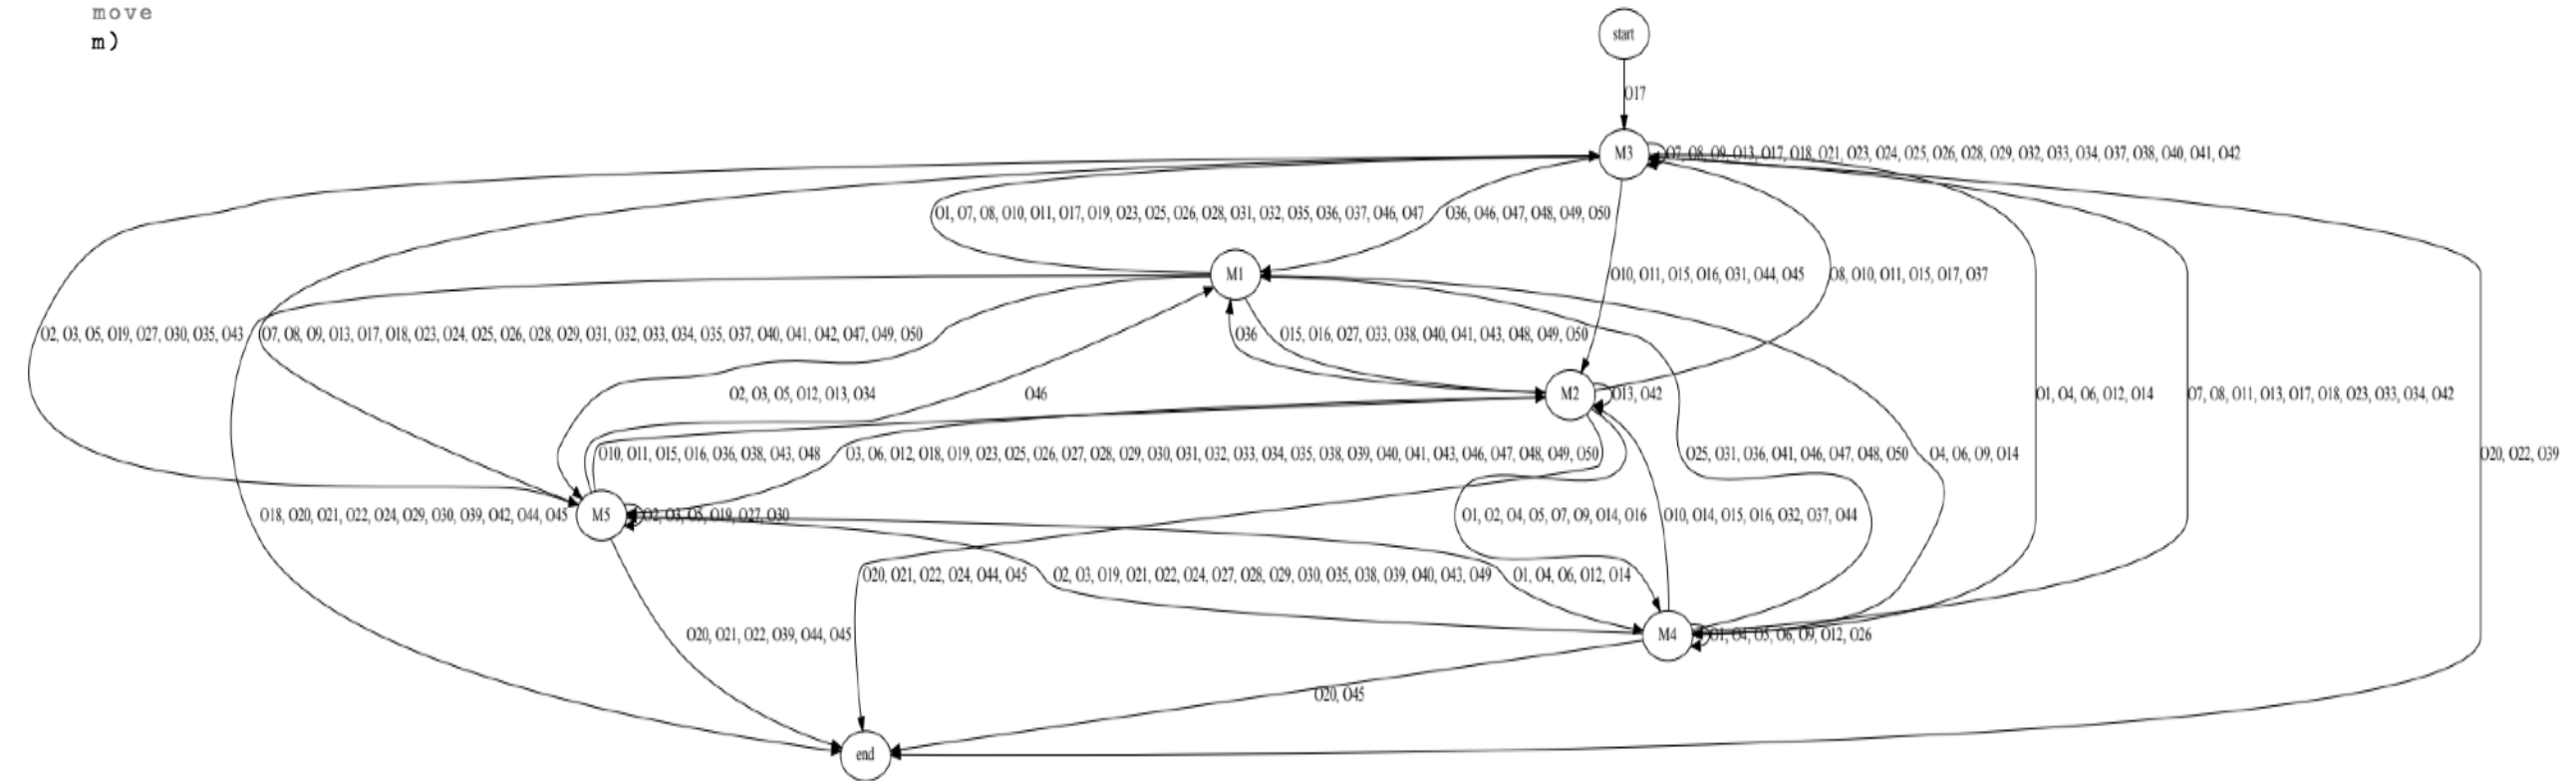 move
m)
start
O17
M3
O7, O8, O9, O13, O17, O18, O21, O23, O24, O25, O26, O28, O29, O32, O33, O34, O37, O38, O40, O41, O42
O1, O7, O8, O10, O11, O17, O19, O23, O25, O26, O28, O31, O32, O35, O36, O37, O46, O47
O36, O46, O47, O48, O49, O50
M1
O10, O11, O15, O16, O31, O44, O45
O8, O10, O11, O15, O17, O37
O2, O3, O5, O19, O27, O30, O35, O43
O7, O8, O9, O13, O17, O18, O23, O24, O25, O26, O28, O29, O31, O32, O33, O34, O35, O37, O40, O41, O42, O47, O49, O50
O36
O15, O16, O27, O33, O38, O40, O41, O43, O48, O49, O50
O2, O3, O5, O12, O13, O34
O46
M2
O13, O42
O1, O4, O6, O12, O14
O7, O8, O11, O13, O17, O18, O23, O33, O34, O42
O10, O11, O15, O16, O36, O38, O43, O48
O3, O6, O12, O18, O19, O23, O25, O26, O27, O28, O29, O30, O31, O32, O33, O34, O35, O38, O39, O40, O41, O43, O46, O47, O48, O49, O50
O25, O31, O36, O41, O46, O47, O48, O50
O4, O6, O9, O14
O20, O22, O39
O18, O20, O21, O22, O24, O29, O30, O39, O42, O44, O45
M5
O2, O3, O5, O19, O27, O30
O1, O2, O4, O5, O7, O9, O14, O16
O10, O14, O15, O16, O32, O37, O44
O20, O21, O22, O24, O44, O45
O2, O3, O19, O21, O22, O24, O27, O28, O29, O30, O35, O38, O39, O40, O43, O49
O1, O4, O6, O12, O14
O20, O21, O22, O39, O44, O45
M4
O1, O4, O5, O6, O9, O12, O26
O20, O45
end